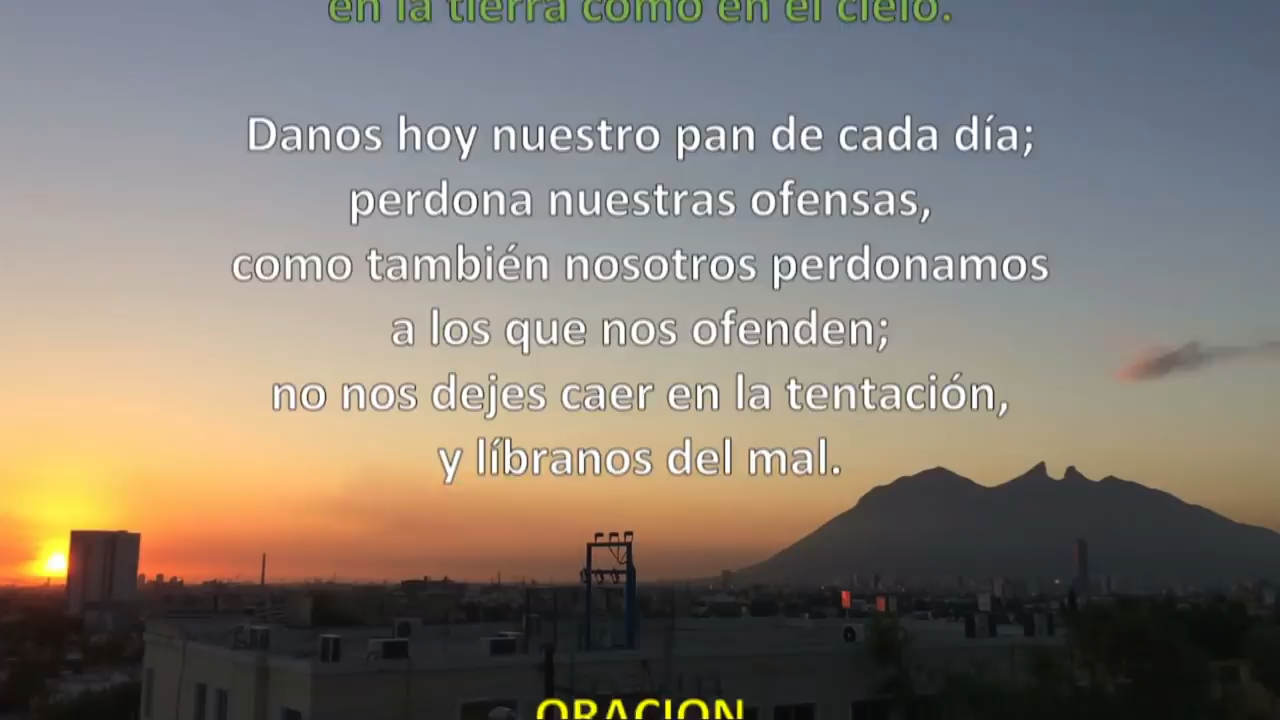 en la tierra como en el cielo.
Danos hoy nuestro pan de cada día;
perdona nuestras ofensas,
como también nosotros perdonamos
a los que nos ofenden;
no nos dejes caer en la tentación,
y líbranos del mal.
ORACION